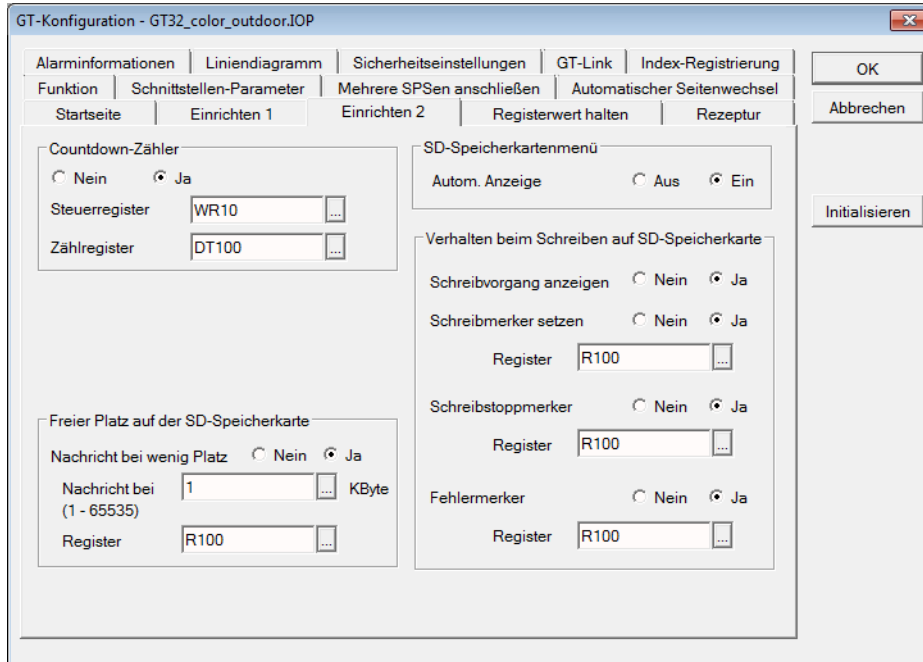 GT-Konfiguration - GT32_color_outdoor.IOP
Alarminformationen Liniendiagramm Sicherheitseinstellungen GT-Link Index-Registrierung
Funktion Schnittstellen-Parameter Mehrere SPSen anschließen Automatischer Seitenwechsel
Startseite Einrichten 1 Einrichten 2 Registerwert halten Rezeptur
OK
Abbrechen
Initialisieren
Countdown-Zähler
Nein Ja
Steuerregister WR10 ...
Zählregister DT100 ...
Freier Platz auf der SD-Speicherkarte
Nachricht bei wenig Platz Nein Ja
Nachricht bei 1 ... KByte
(1 - 65535)
Register R100 ...
SD-Speicherkartenmenü
Autom. Anzeige Aus Ein
Verhalten beim Schreiben auf SD-Speicherkarte
Schreibvorgang anzeigen Nein Ja
Schreibmerker setzen Nein Ja
Register R100 ...
Schreibstoppmerker Nein Ja
Register R100 ...
Fehlermerker Nein Ja
Register R100 ...